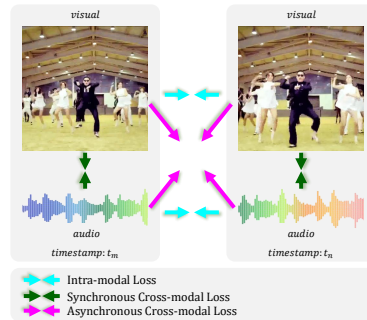 visual
visual
audio
audio
timestamp: tₘ
timestamp: tₙ
Intra-modal Loss
Synchronous Cross-modal Loss
Asynchronous Cross-modal Loss